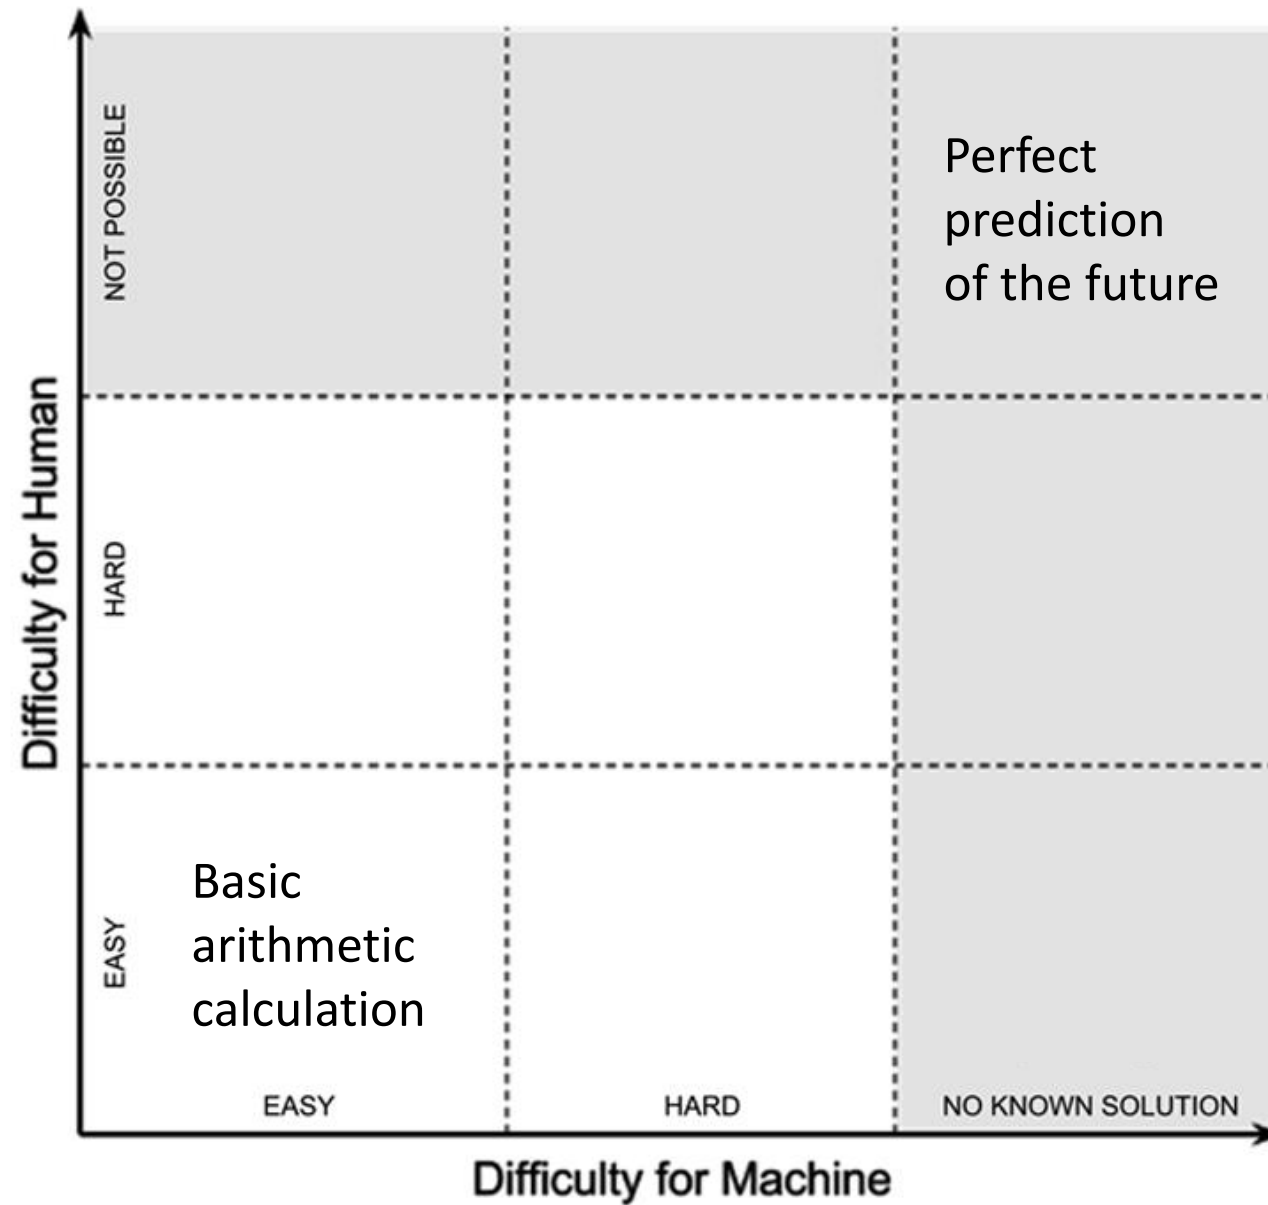 NOT POSSIBLE
Perfect
prediction
of the future
Difficulty for Human
HARD
EASY
Basic
arithmetic
calculation
EASY
HARD
NO KNOWN SOLUTION
Difficulty for Machine